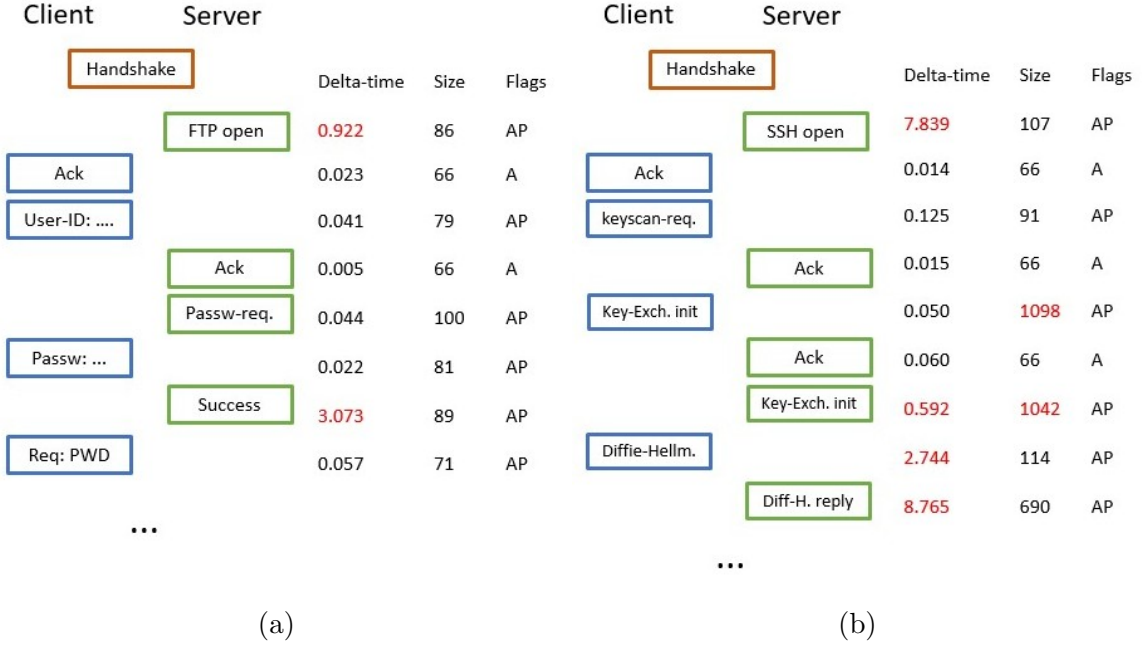 Client Server
Handshake
Delta-time Size Flags
FTP open 0.922 86 AP
Ack 0.023 66 A
User-ID: .... 0.041 79 AP
Ack 0.005 66 A
Passw-req. 0.044 100 AP
Passw: ... 0.022 81 AP
Success 3.073 89 AP
Req: PWD 0.057 71 AP
...
(a)
Client Server
Handshake
Delta-time Size Flags
SSH open 7.839 107 AP
Ack 0.014 66 A
keyscan-req. 0.125 91 AP
Ack 0.015 66 A
Key-Exch. init 0.050 1098 AP
Ack 0.060 66 A
Key-Exch. init 0.592 1042 AP
Diffie-Hellm. 2.744 114 AP
Diff-H. reply 8.765 690 AP
...
(b)